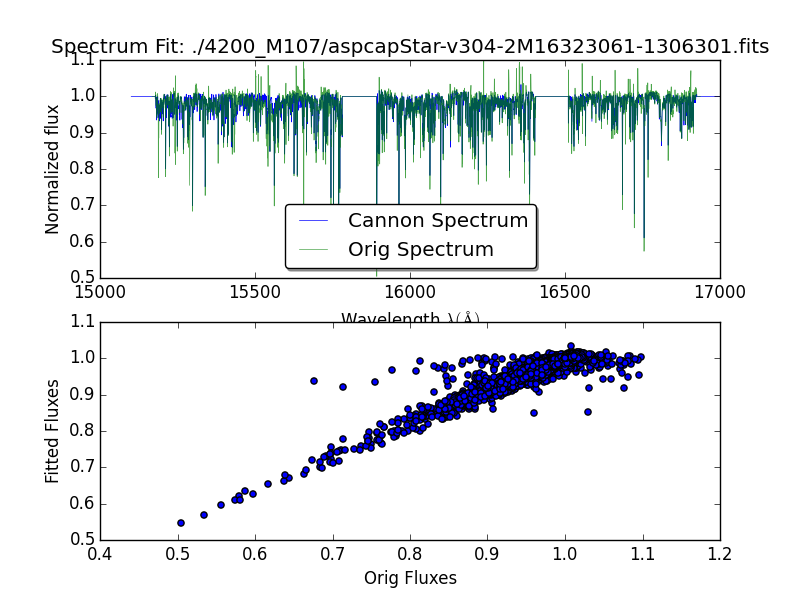 Spectrum Fit: ./4200_M107/aspcapStar-v304-2M16323061-1306301.fits
1.1
1.0
0.9
0.8
0.7
0.6
0.5
Normalized flux
Cannon Spectrum
Orig Spectrum
15000 15500 16000 16500 17000
Wavelength λ(Å)
1.1
1.0
0.9
0.8
0.7
0.6
0.5
Fitted Fluxes
0.4 0.5 0.6 0.7 0.8 0.9 1.0 1.1 1.2
Orig Fluxes